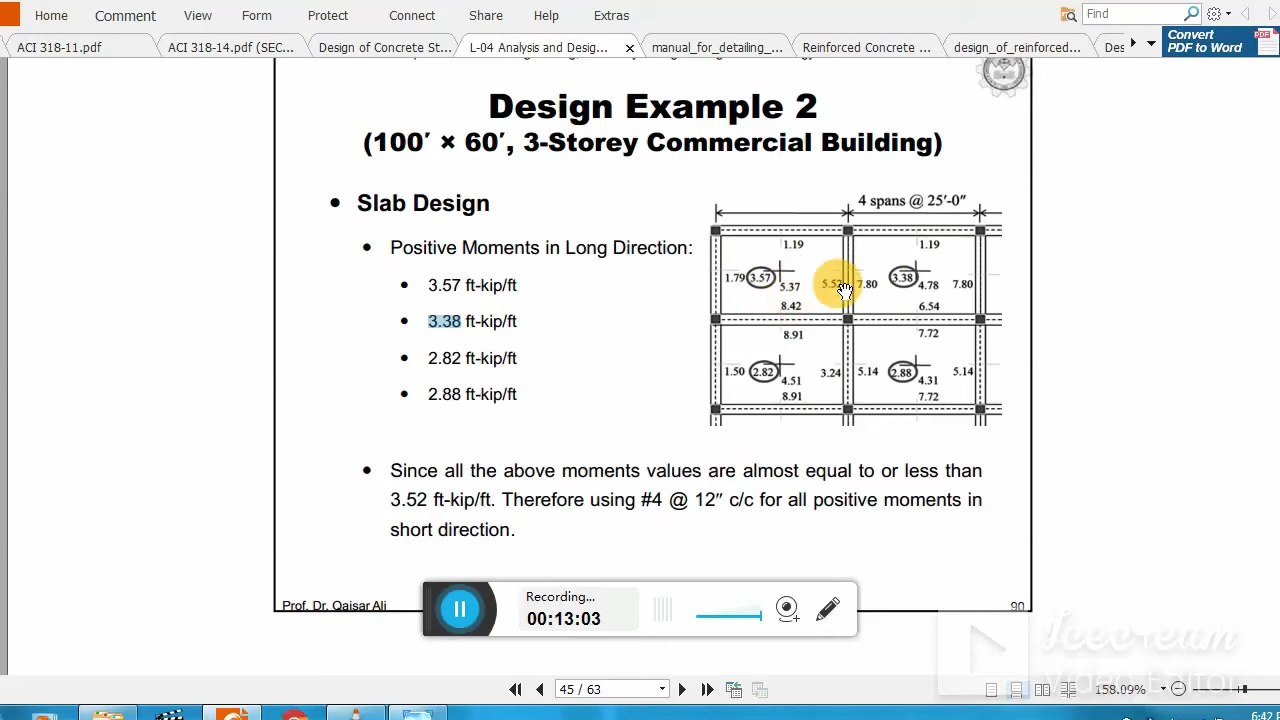 Home Comment View Form Protect Connect Share Help Extras Find
ACI 318-11.pdf ACI 318-14.pdf (SEC... Design of Concrete St... L-04 Analysis and Desig... × manual_for_detailing_... Reinforced Concrete ... design_of_reinforced... Des
Convert
PDF to Word
PDF
Design Example 2
(100′ × 60′, 3-Storey Commercial Building)
• Slab Design
• Positive Moments in Long Direction:
• 3.57 ft-kip/ft
• 3.38 ft-kip/ft
• 2.82 ft-kip/ft
• 2.88 ft-kip/ft
4 spans @ 25′-0″
1.19 1.19
1.79 3.57 5.37 5.52 7.80 3.38 4.78 7.80
8.42 6.54
8.91 7.72
1.50 2.82 4.51 3.24 5.14 2.88 4.31 5.14
8.91 7.72
• Since all the above moments values are almost equal to or less than
3.52 ft-kip/ft. Therefore using #4 @ 12″ c/c for all positive moments in
short direction.
Prof. Dr. Qaisar Ali
90
Recording...
00:13:03
Icecream
Video Editor
45 / 63
158.09%
6:42